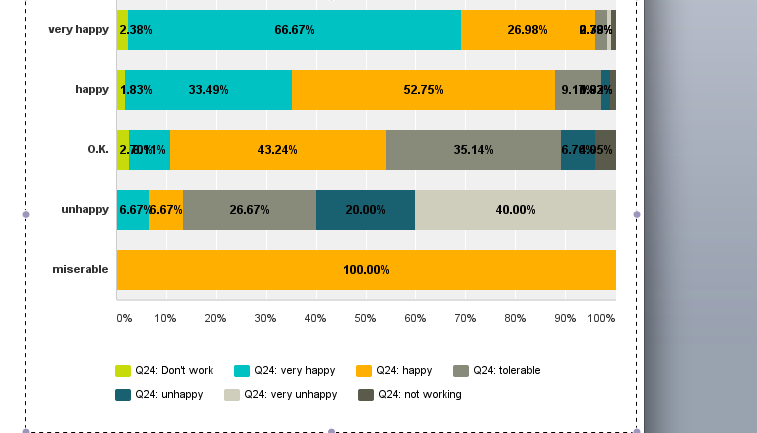 very happy 2.38% 66.67% 26.98%
happy 1.83% 33.49% 52.75%
O.K. 43.24% 35.14%
unhappy 6.67% 6.67% 26.67% 20.00% 40.00%
miserable 100.00%
0% 10% 20% 30% 40% 50% 60% 70% 80% 90% 100%
Q24: Don't work Q24: very happy Q24: happy Q24: tolerable
Q24: unhappy Q24: very unhappy Q24: not working